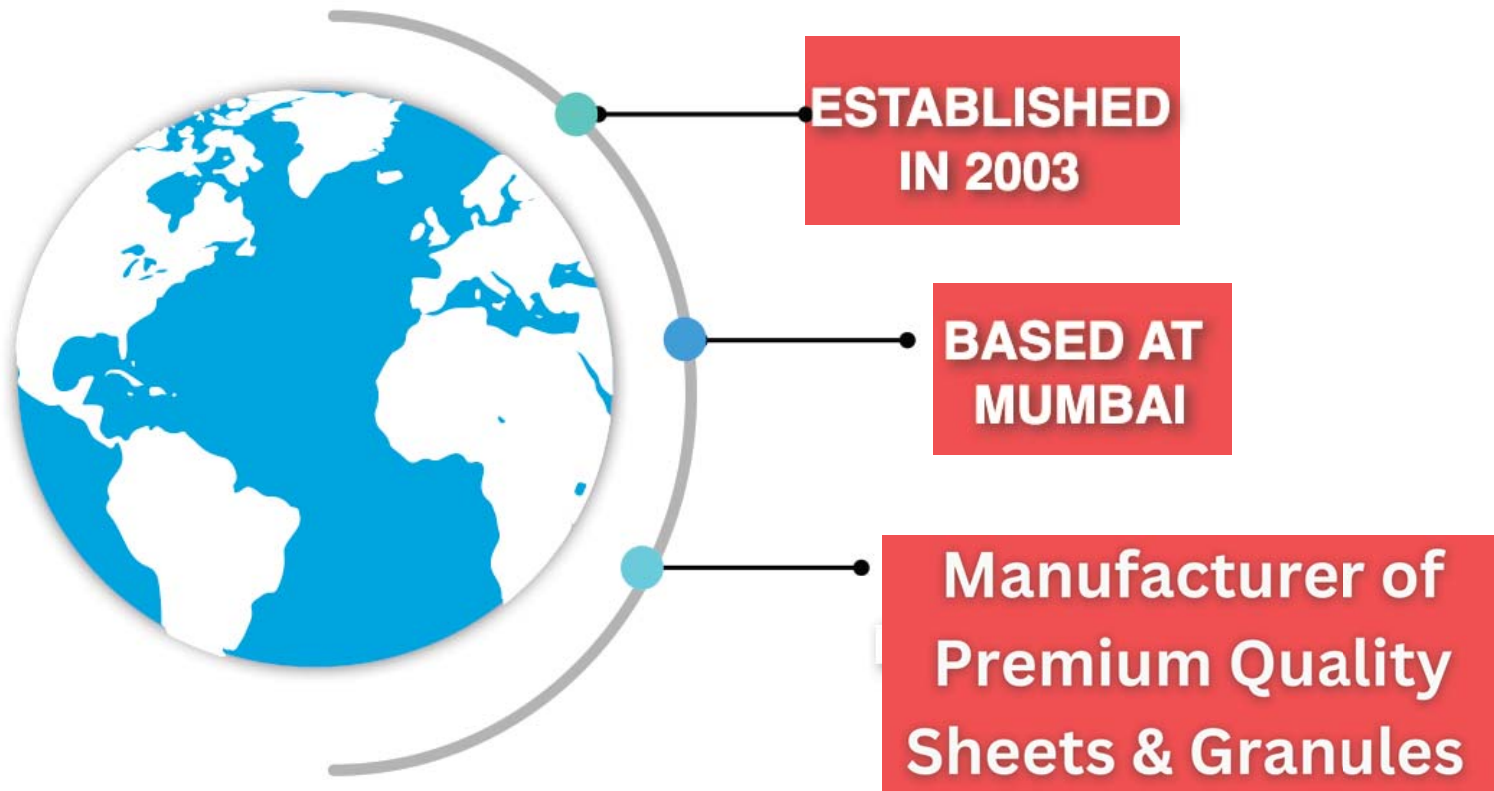 ESTABLISHED
IN 2003
BASED AT
MUMBAI
Manufacturer of
Premium Quality
Sheets & Granules